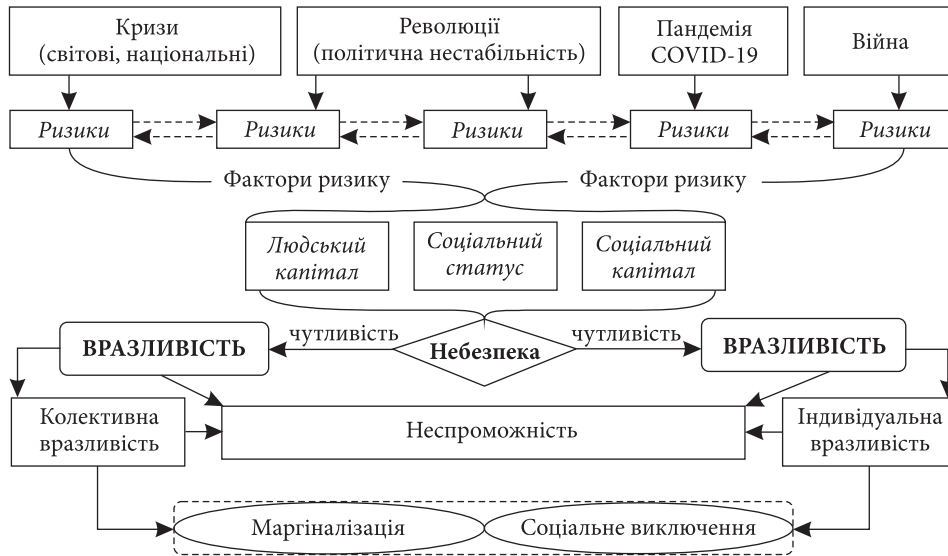 Кризи
(світові, національні)
Революції
(політична нестабільність)
Пандемія
COVID-19
Війна
Ризики
Ризики
Ризики
Ризики
Ризики
Фактори ризику
Фактори ризику
Людський
капітал
Соціальний
статус
Соціальний
капітал
ВРАЗЛИВІСТЬ
чутливість
Небезпека
чутливість
ВРАЗЛИВІСТЬ
Колективна
вразливість
Неспроможність
Індивідуальна
вразливість
Маргіналізація
Соціальне виключення